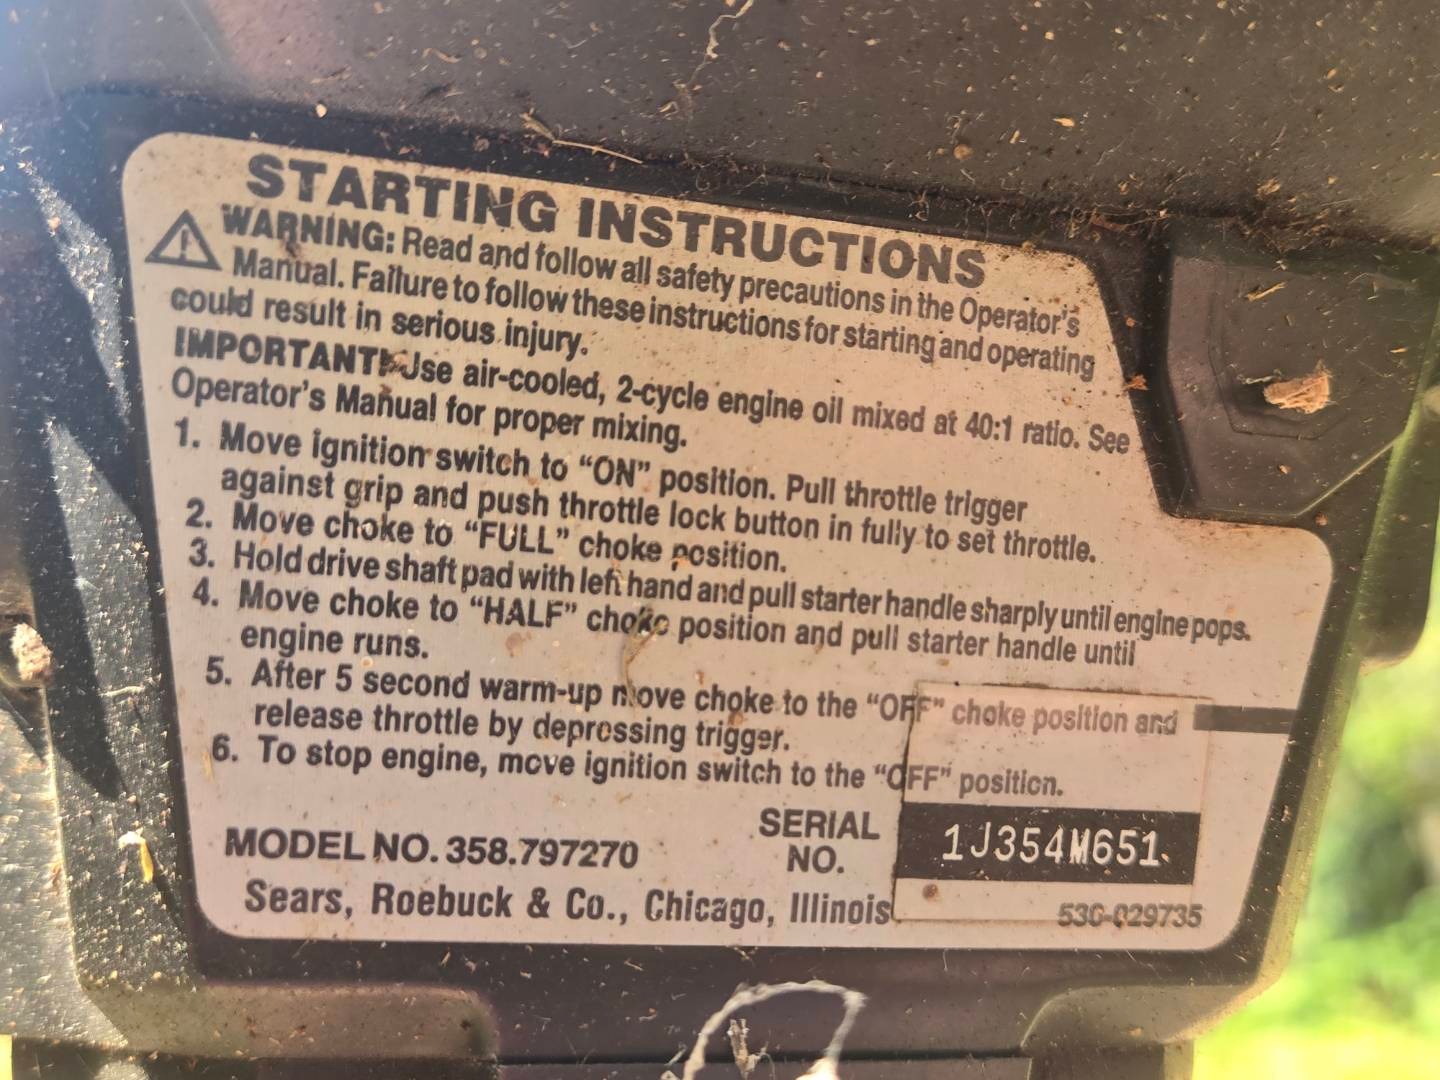 STARTING INSTRUCTIONS
WARNING: Read and follow all safety precautions in the Operator's
Manual. Failure to follow these instructions for starting and operating
could result in serious injury.
IMPORTANT! Use air-cooled, 2-cycle engine oil mixed at 40:1 ratio. See
Operator's Manual for proper mixing.
1. Move ignition switch to "ON" position. Pull throttle trigger
against grip and push throttle lock button in fully to set throttle.
2. Move choke to "FULL" choke position.
3. Hold drive shaft pad with left hand and pull starter handle sharply until engine pops.
4. Move choke to "HALF" choke position and pull starter handle until
engine runs.
5. After 5 second warm-up move choke to the "OFF" choke position and
release throttle by depressing trigger.
6. To stop engine, move ignition switch to the "OFF" position.
MODEL NO. 358.797270
SERIAL NO. 1J354M651
Sears, Roebuck & Co., Chicago, Illinois
530-029735